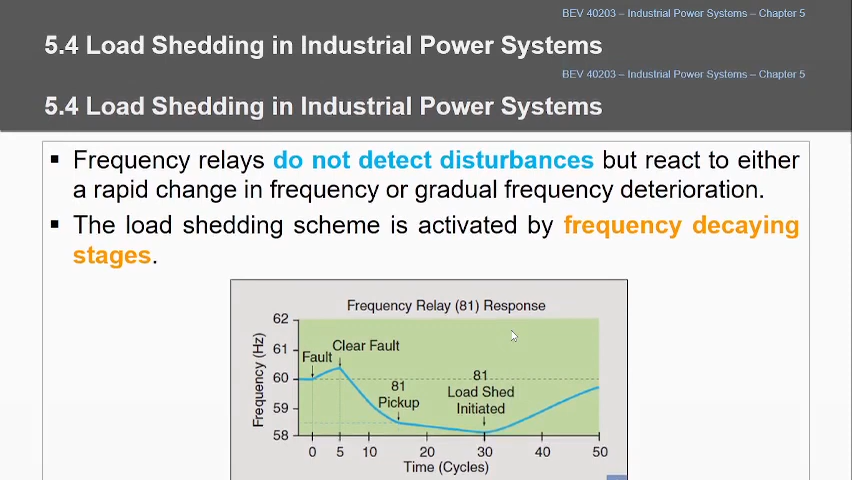 BEV 40203 – Industrial Power Systems – Chapter 5
5.4 Load Shedding in Industrial Power Systems
BEV 40203 – Industrial Power Systems – Chapter 5
5.4 Load Shedding in Industrial Power Systems
▪ Frequency relays do not detect disturbances but react to either
a rapid change in frequency or gradual frequency deterioration.
▪ The load shedding scheme is activated by frequency decaying
stages.
Frequency Relay (81) Response
Frequency (Hz)
62
61
60
59
58
Fault
Clear Fault
81
Pickup
81
Load Shed
Initiated
0 5 10 20 30 40 50
Time (Cycles)